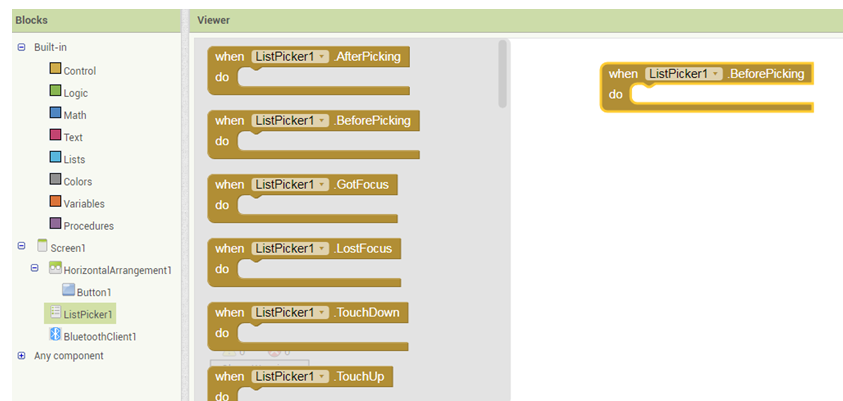 Blocks
Viewer
Built-in
Control
Logic
Math
Text
Lists
Colors
Variables
Procedures
Screen1
HorizontalArrangement1
Button1
ListPicker1
BluetoothClient1
Any component
when ListPicker1 .AfterPicking
do
when ListPicker1 .BeforePicking
do
when ListPicker1 .GotFocus
do
when ListPicker1 .LostFocus
do
when ListPicker1 .TouchDown
do
0 0
when ListPicker1 .TouchUp
do
when ListPicker1 .BeforePicking
do